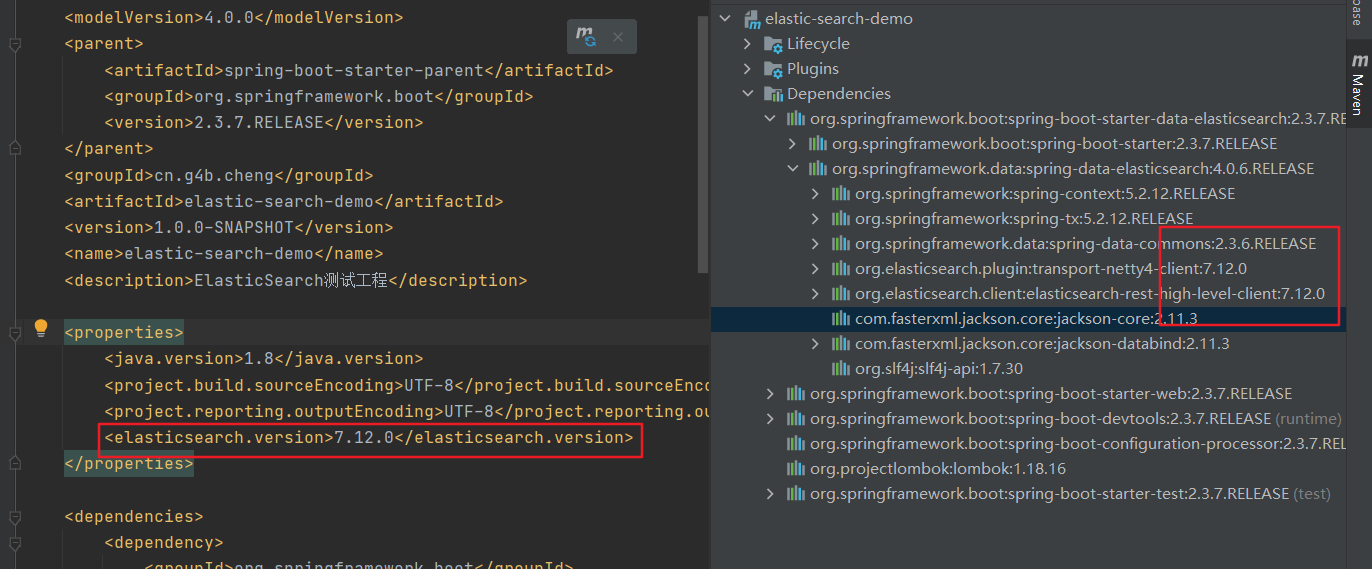 <modelVersion>4.0.0</modelVersion>
<parent>
<artifactId>spring-boot-starter-parent</artifactId>
<groupId>org.springframework.boot</groupId>
<version>2.3.7.RELEASE</version>
</parent>
<groupId>cn.g4b.cheng</groupId>
<artifactId>elastic-search-demo</artifactId>
<version>1.0.0-SNAPSHOT</version>
<name>elastic-search-demo</name>
<description>ElasticSearch测试工程</description>
<properties>
<java.version>1.8</java.version>
<project.build.sourceEncoding>UTF-8</project.build.sourceEnco
<project.reporting.outputEncoding>UTF-8</project.reporting.ou
<elasticsearch.version>7.12.0</elasticsearch.version>
</properties>
<dependencies>
<dependency>
<groupId>org.springframework.boot</groupId>
m
elastic-search-demo
Lifecycle
Plugins
Dependencies
org.springframework.boot:spring-boot-starter-data-elasticsearch:2.3.7.RE
org.springframework.boot:spring-boot-starter:2.3.7.RELEASE
org.springframework.data:spring-data-elasticsearch:4.0.6.RELEASE
org.springframework:spring-context:5.2.12.RELEASE
org.springframework:spring-tx:5.2.12.RELEASE
org.springframework.data:spring-data-commons:2.3.6.RELEASE
org.elasticsearch.plugin:transport-netty4-client:7.12.0
org.elasticsearch.client:elasticsearch-rest-high-level-client:7.12.0
com.fasterxml.jackson.core:jackson-core:2.11.3
com.fasterxml.jackson.core:jackson-databind:2.11.3
org.slf4j:slf4j-api:1.7.30
org.springframework.boot:spring-boot-starter-web:2.3.7.RELEASE
org.springframework.boot:spring-boot-devtools:2.3.7.RELEASE (runtime)
org.springframework.boot:spring-boot-configuration-processor:2.3.7.REL
org.projectlombok:lombok:1.18.16
org.springframework.boot:spring-boot-starter-test:2.3.7.RELEASE (test)
base
m Maven